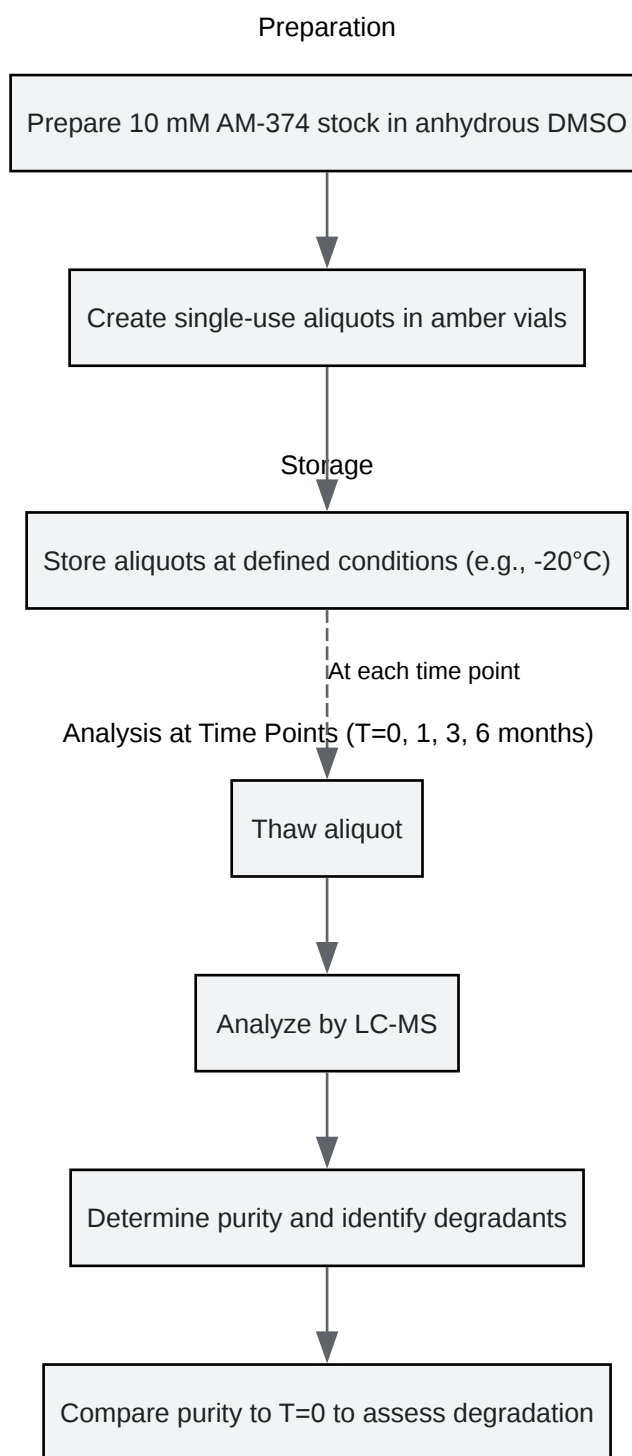 Preparation
Prepare 10 mM AM-374 stock in anhydrous DMSO
Create single-use aliquots in amber vials
Storage
Store aliquots at defined conditions (e.g., -20°C)
At each time point
Analysis at Time Points (T=0, 1, 3, 6 months)
Thaw aliquot
Analyze by LC-MS
Determine purity and identify degradants
Compare purity to T=0 to assess degradation